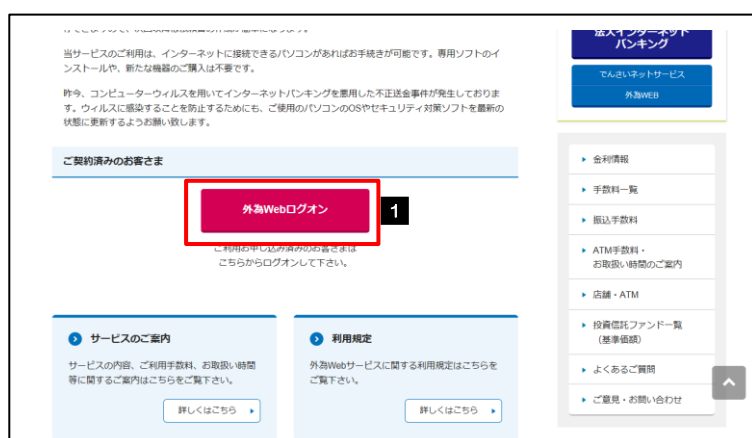 当サービスのご利用は、インターネットに接続できるパソコンがあればお手続きが可能です。専用ソフトのイ
ンストールや、新たな機器のご購入は不要です。
昨今、コンピューターウィルスを用いてインターネットバンキングを悪用した不正送金事件が発生しておりま
す。ウィルスに感染することを防止するためにも、ご使用のパソコンのOSやセキュリティ対策ソフトを最新の
状態に更新するようお願い致します。
ご契約済みのお客さま
外為Webログオン
1
ご利用お申し込み済みのお客さまは
こちらからログオンして下さい。
サービスのご案内
サービスの内容、ご利用手数料、お取扱い時間
等に関するご案内はこちらをご覧下さい。
詳しくはこちら
利用規定
外為Webサービスに関する利用規定はこちらを
ご覧下さい。
詳しくはこちら
法人インターネット
バンキング
でんさいネットサービス
外為WEB
金利情報
手数料一覧
振込手数料
ATM手数料・
お取扱い時間のご案内
店舗・ATM
投資信託ファンド一覧
（基準価額）
よくあるご質問
ご意見・お問い合わせ